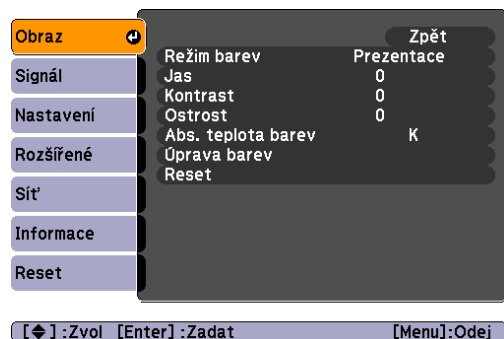 Obraz
Signál
Nastavení
Rozšířené
Síť
Informace
Reset
Zpět
Režim barev Prezentace
Jas 0
Kontrast 0
Ostrost 0
Abs. teplota barev K
Úprava barev
Reset
[◆] :Zvol [Enter] :Zadat [Menu]:Odej